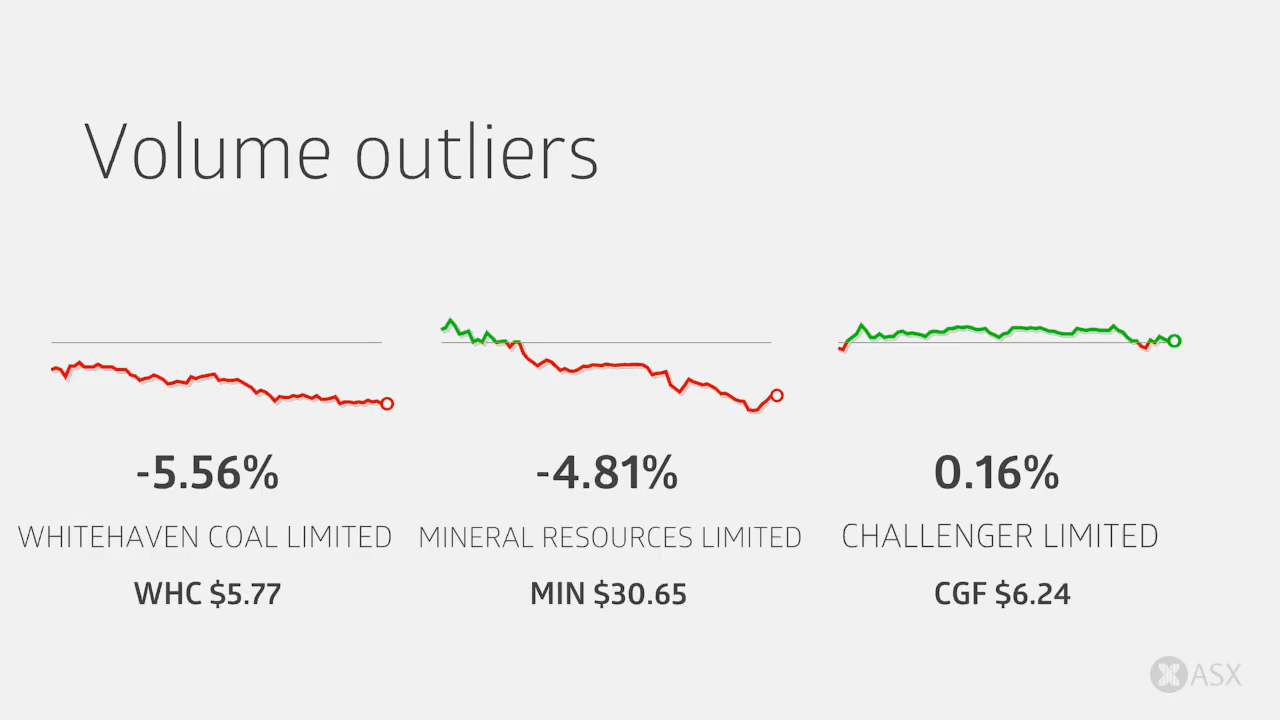 Volume outliers
-5.56%
WHITEHAVEN COAL LIMITED
WHC $5.77
-4.81%
MINERAL RESOURCES LIMITED
MIN $30.65
0.16%
CHALLENGER LIMITED
CGF $6.24
ASX